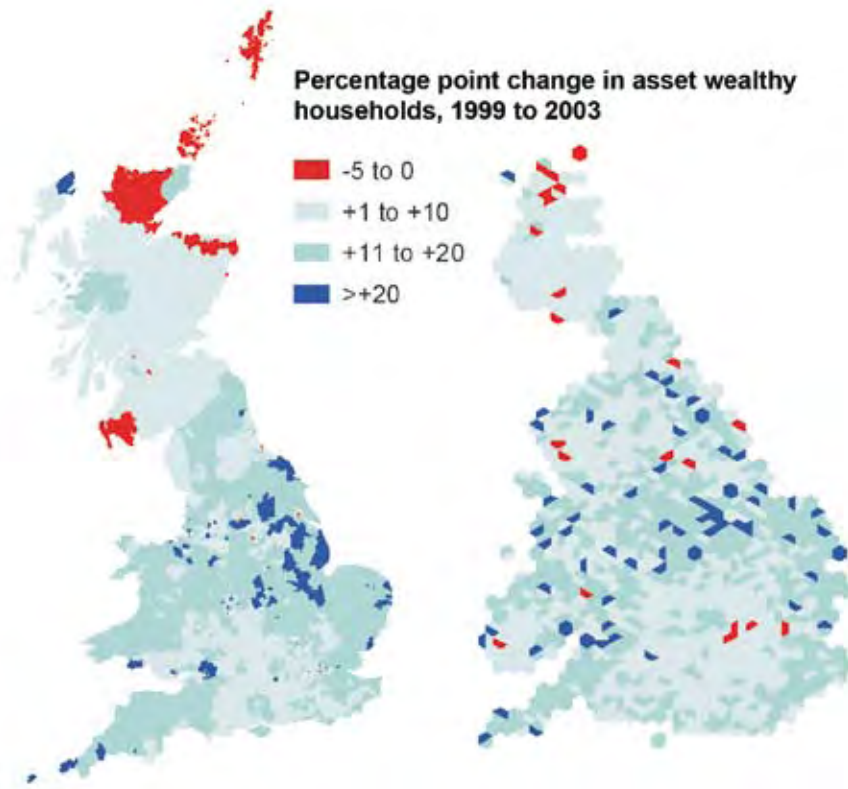 Percentage point change in asset wealthy
households, 1999 to 2003
-5 to 0
+1 to +10
+11 to +20
>+20